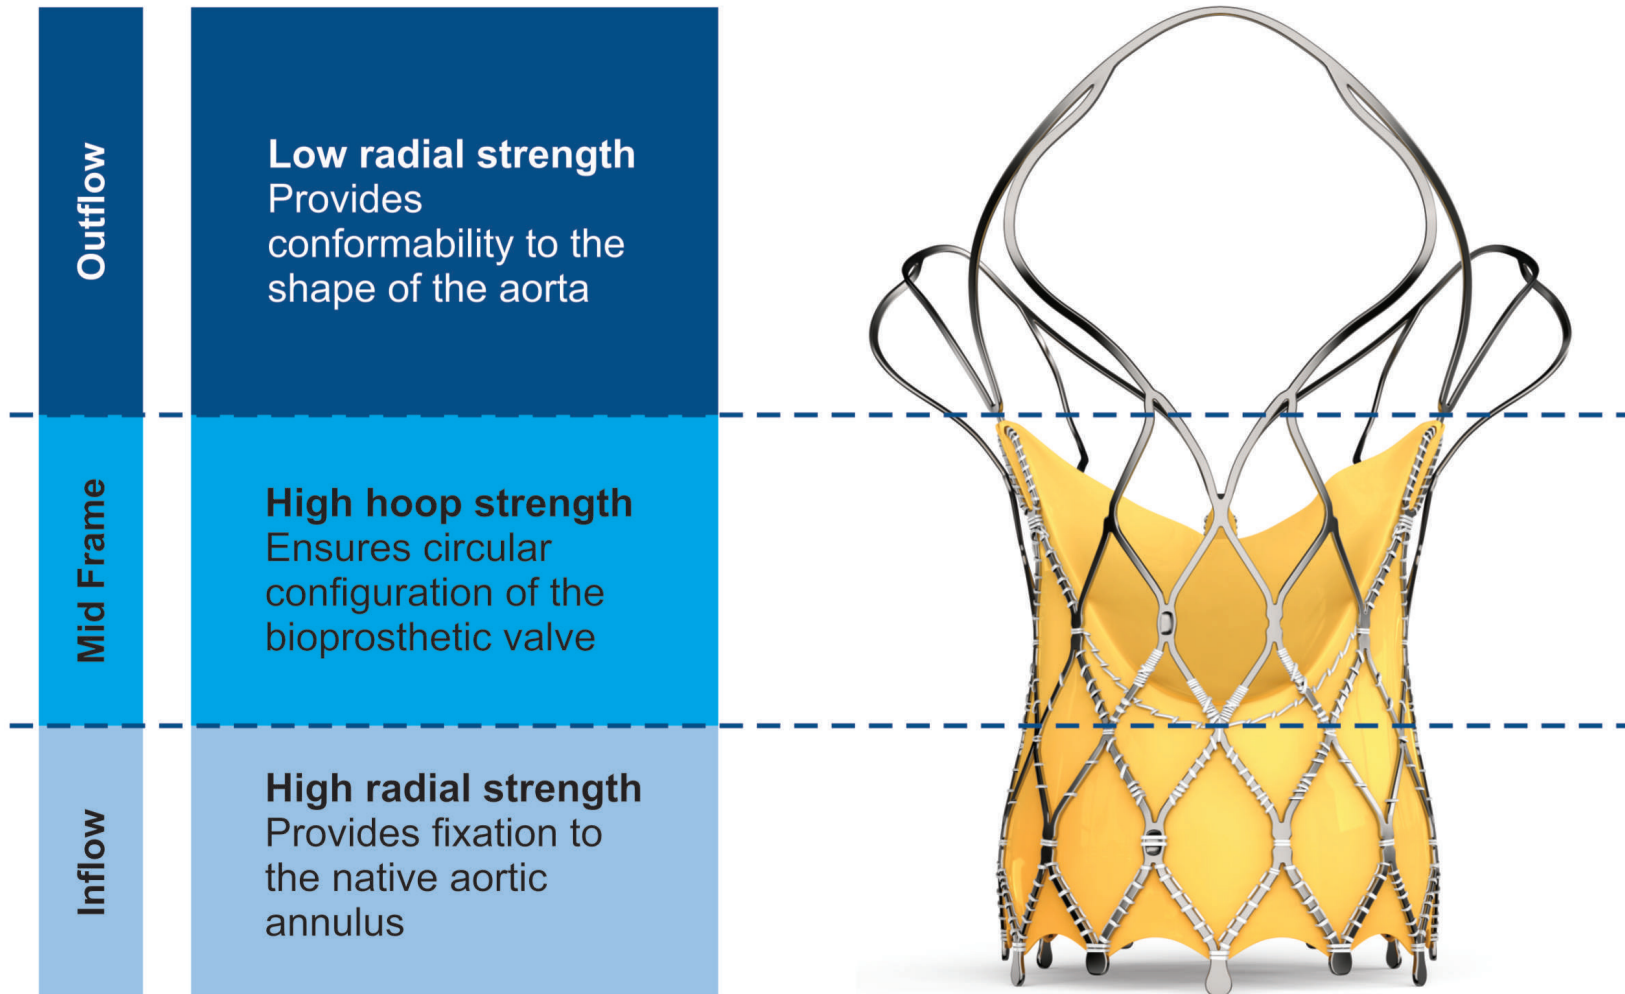 Outflow
Low radial strength
Provides
conformability to the
shape of the aorta
Mid Frame
High hoop strength
Ensures circular
configuration of the
bioprosthetic valve
Inflow
High radial strength
Provides fixation to
the native aortic
annulus